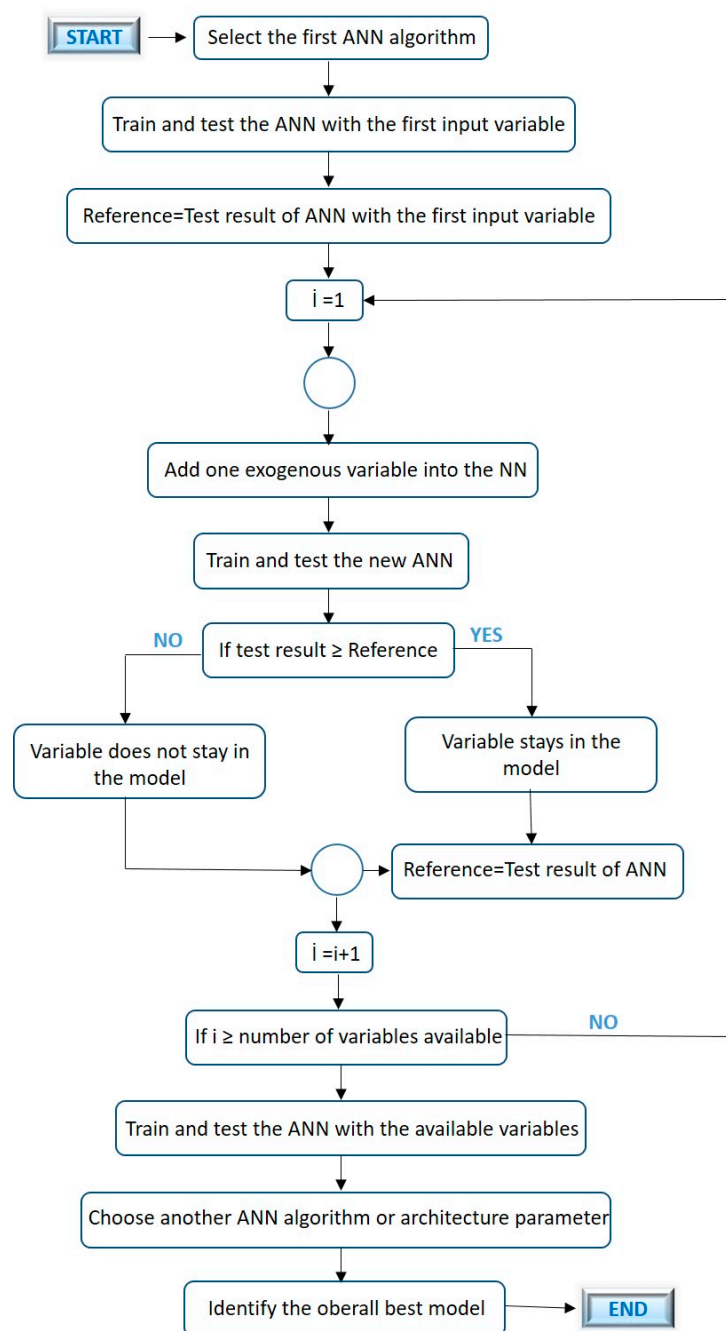 START
Select the first ANN algorithm
Train and test the ANN with the first input variable
Reference=Test result of ANN with the first input variable
İ =1
Add one exogenous variable into the NN
Train and test the new ANN
NO
If test result ≥ Reference
YES
Variable does not stay in
the model
Variable stays in the
model
Reference=Test result of ANN
İ =i+1
If i ≥ number of variables available
NO
Train and test the ANN with the available variables
Choose another ANN algorithm or architecture parameter
Identify the oberall best model
END